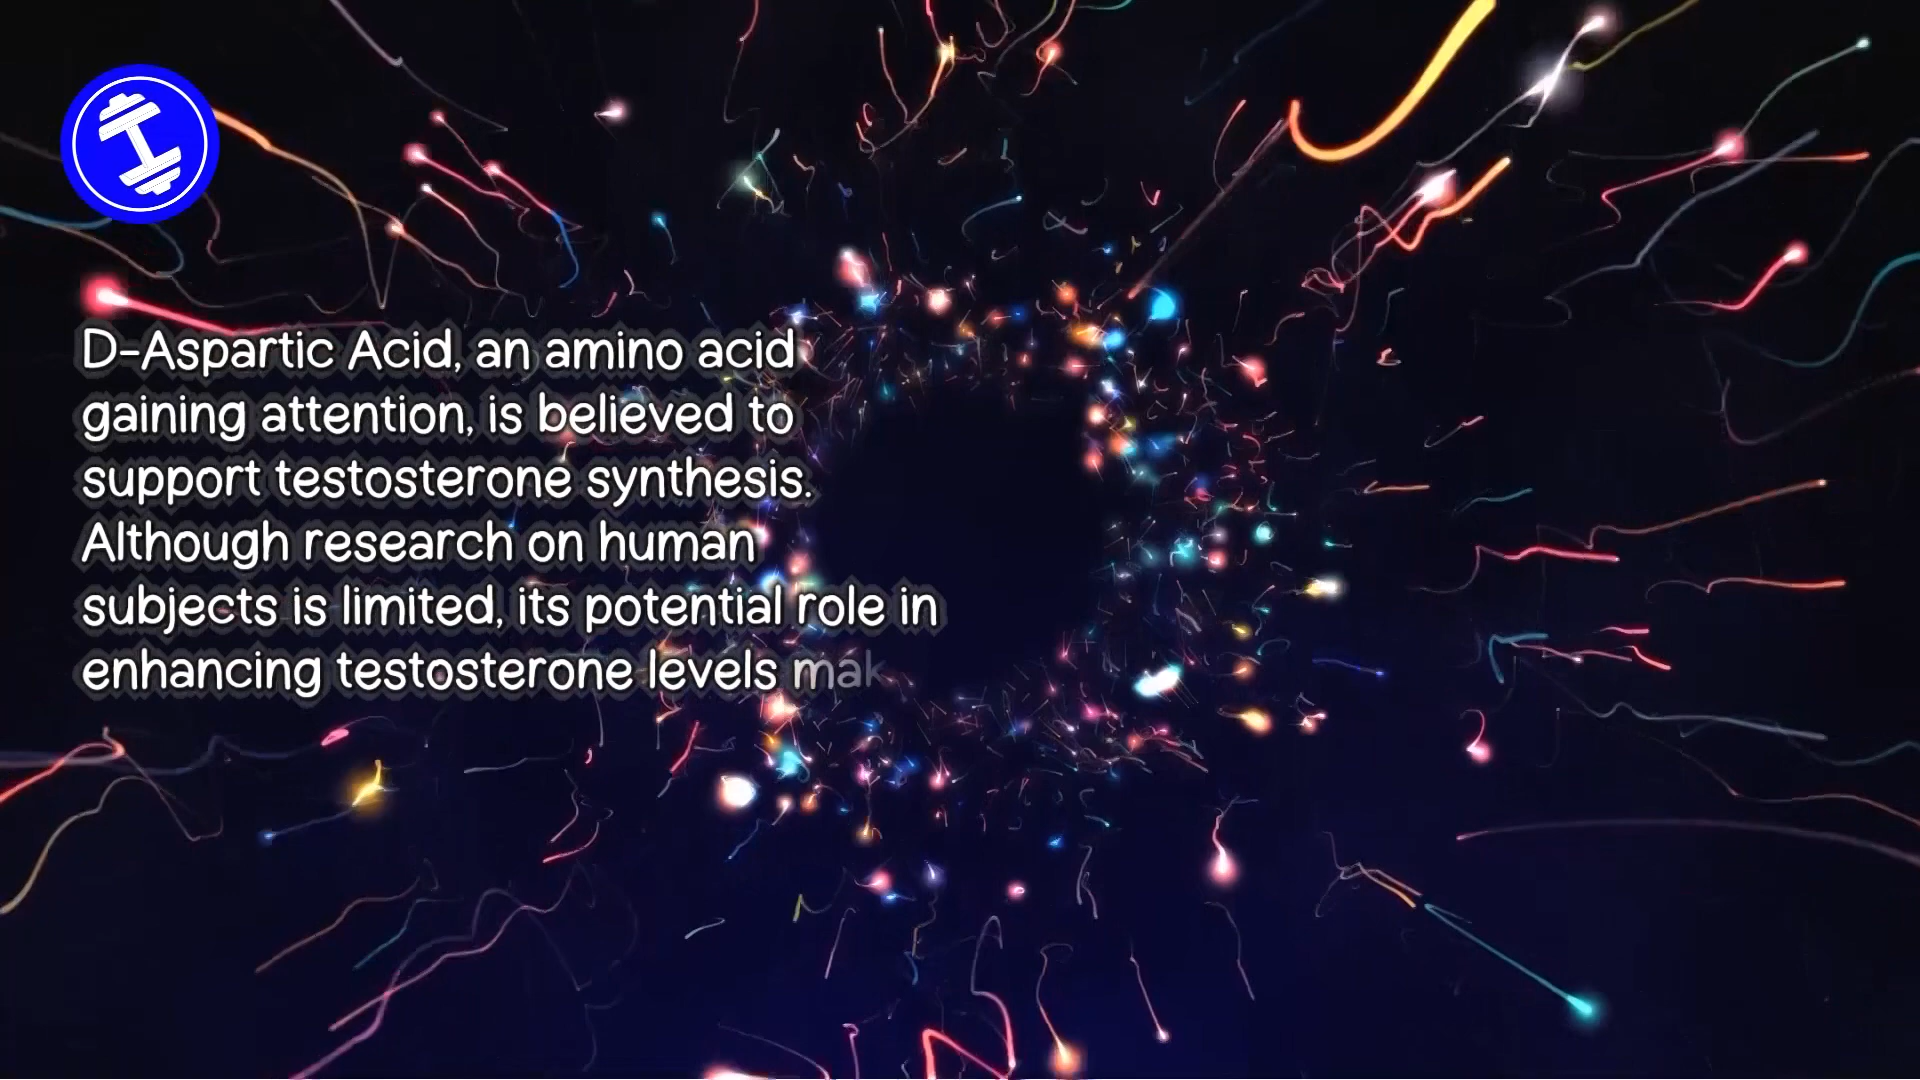 D-Aspartic Acid, an amino acid
gaining attention, is believed to
support testosterone synthesis.
Although research on human
subjects is limited, its potential role in
enhancing testosterone levels mak